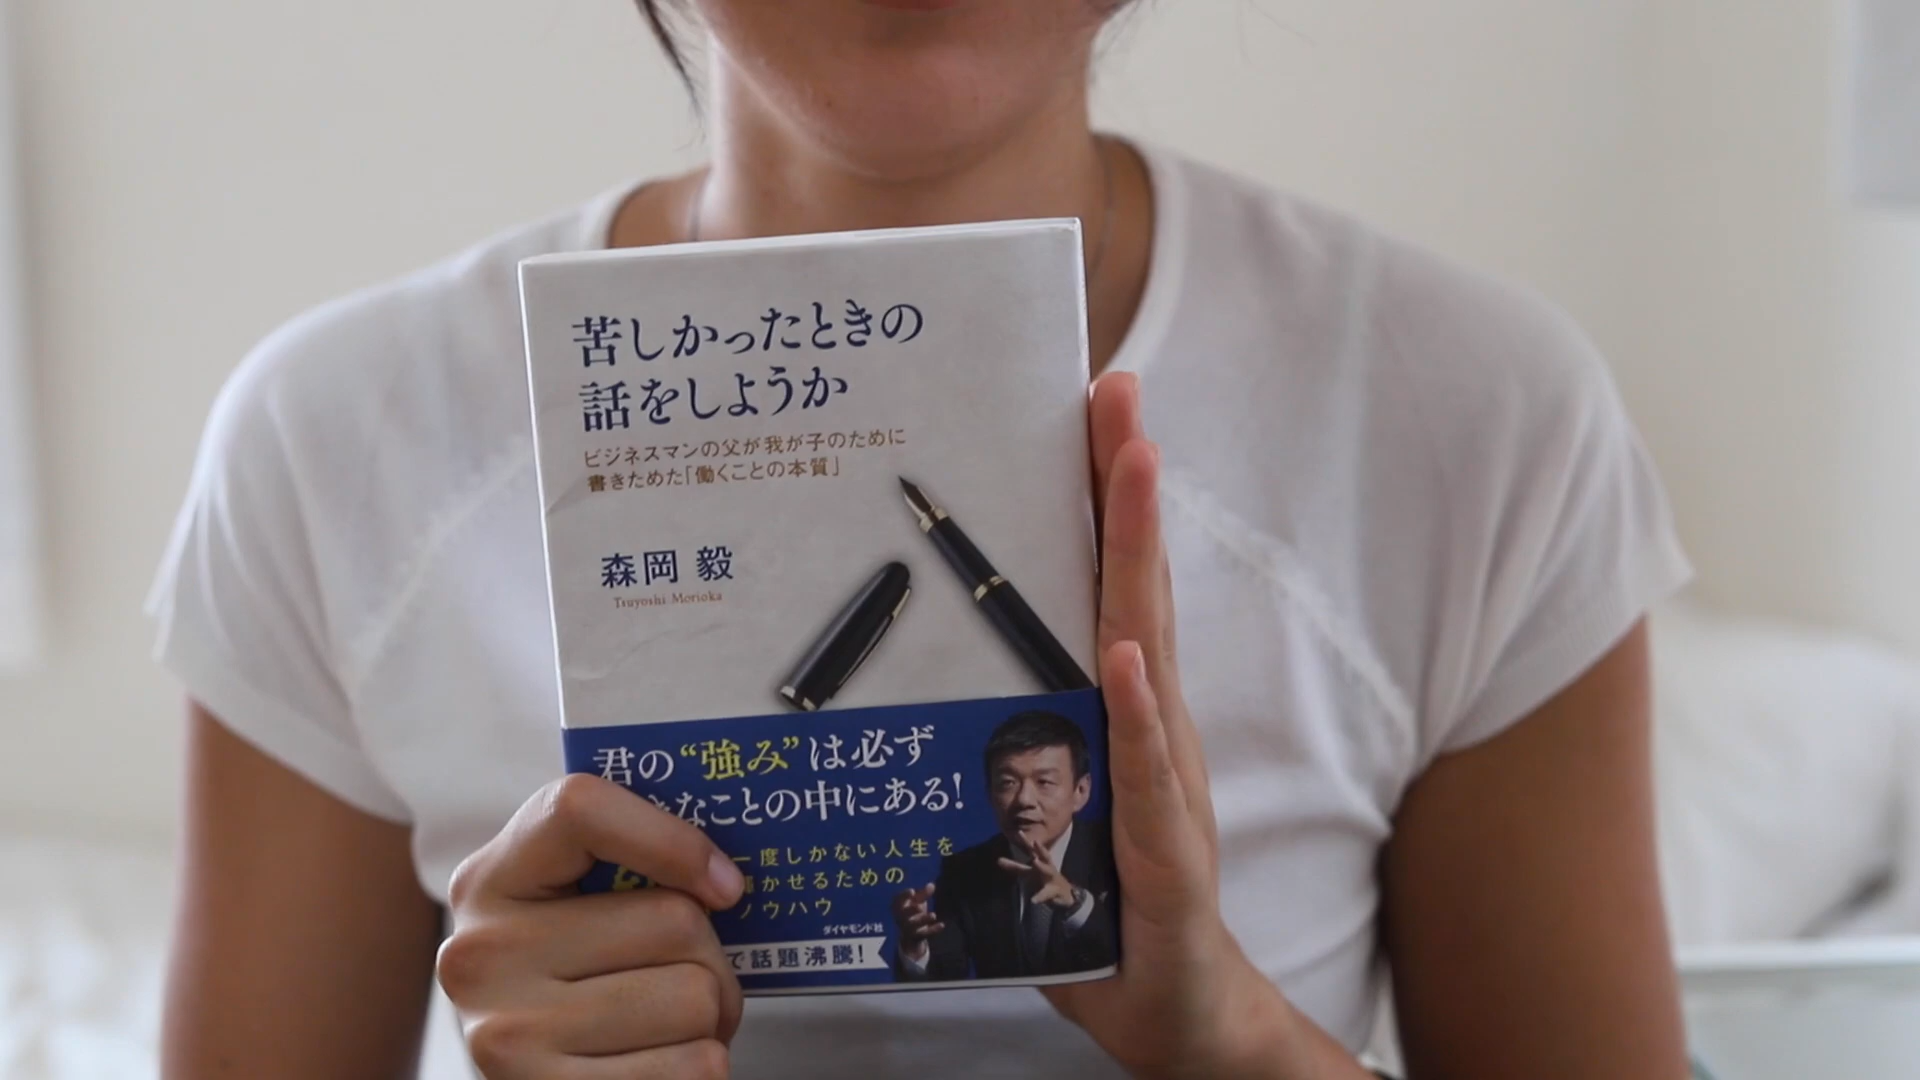 苦しかったときの
話をしようか
ビジネスマンの父が我が子のために
書きためた「働くことの本質」
森岡 毅
Tsuyoshi Morioka
君の“強み”は必ず
なことの中にある!
一度しかない人生を
輝かせるための
ノウハウ
ダイヤモンド社
で話題沸騰!